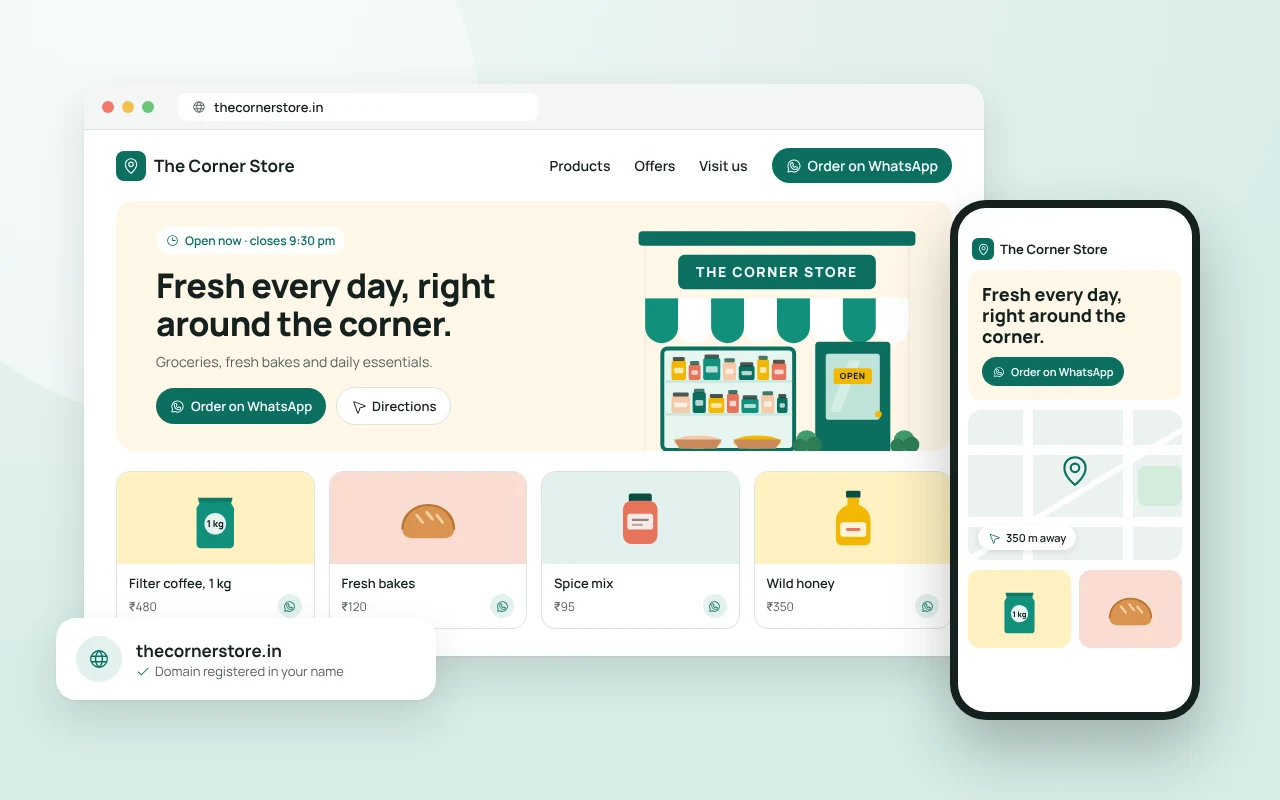 thecornerstore.in
The Corner Store
Products
Offers
Visit us
Order on WhatsApp
Open now · closes 9:30 pm
Fresh every day, right
around the corner.
Groceries, fresh bakes and daily essentials.
Order on WhatsApp
Directions
THE CORNER STORE
OPEN
1 kg
Filter coffee, 1 kg
₹480
Fresh bakes
₹120
Spice mix
₹95
Wild honey
₹350
thecornerstore.in
Domain registered in your name
The Corner Store
Fresh every day,
right around the
corner.
Order on WhatsApp
350 m away
1 kg